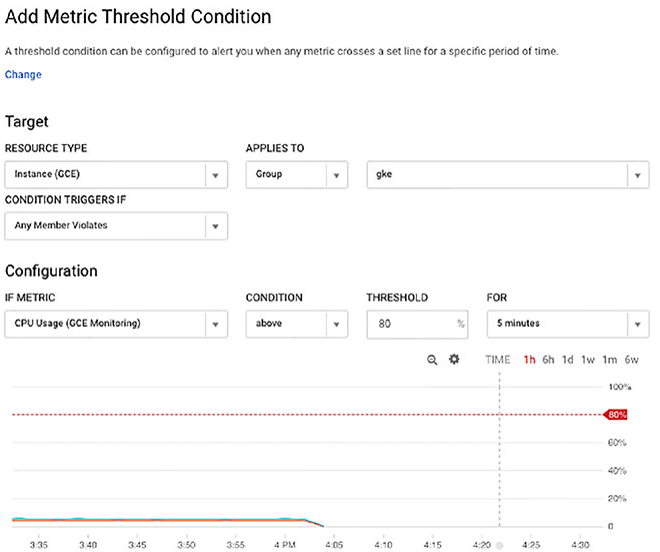 Add Metric Threshold Condition
A threshold condition can be configured to alert you when any metric crosses a set line for a specific period of time.
Change
Target
RESOURCE TYPE APPLIES TO
Instance (GCE) Group gke
CONDITION TRIGGERS IF
Any Member Violates
Configuration
IF METRIC CONDITION THRESHOLD FOR
CPU Usage (GCE Monitoring) above 80 % 5 minutes
TIME 1h 6h 1d 1w 1m 6w
100%
80%
60%
40%
20%
0
3:35 3:40 3:45 3:50 3:55 4 PM 4:05 4:10 4:15 4:20 4:25 4:30